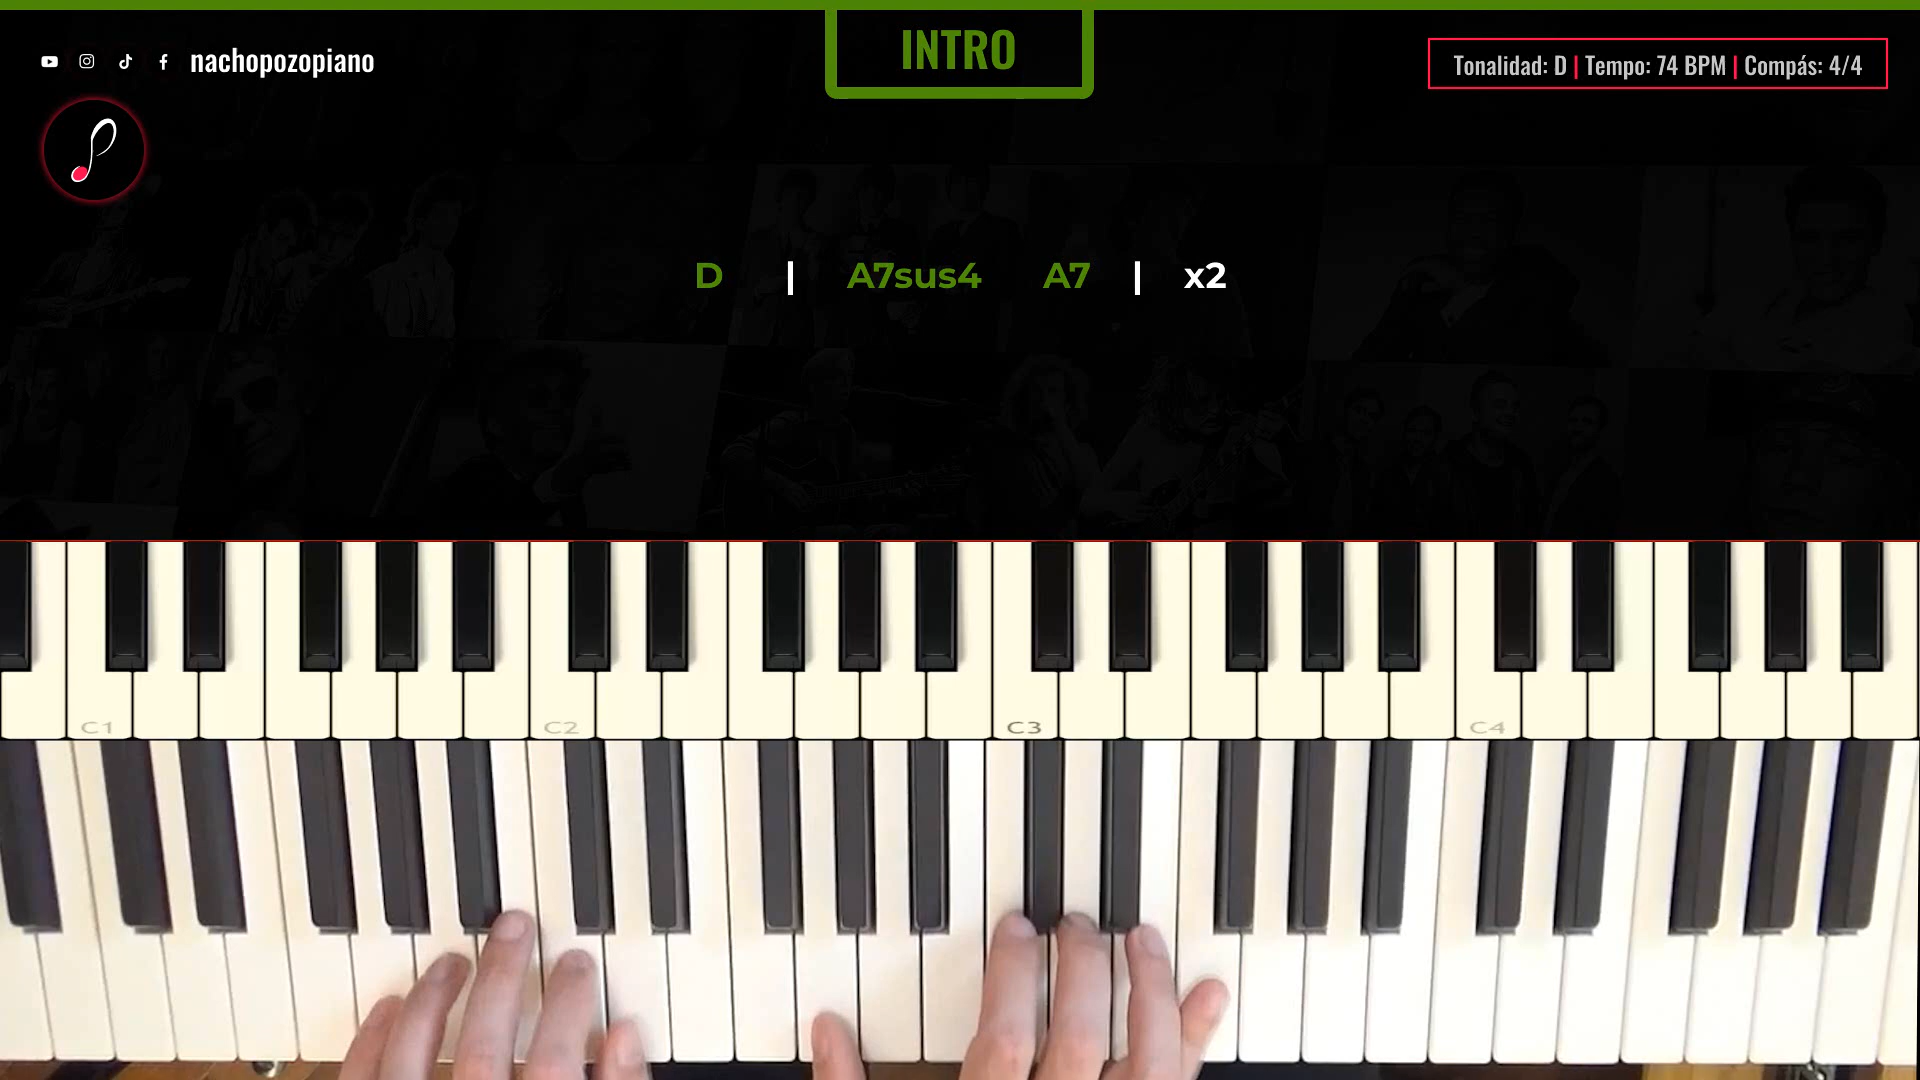 INTRO
nachopozopiano
Tonalidad: D | Tempo: 74 BPM | Compás: 4/4
D | A7sus4 A7 | x2
C1 C2 C3 C4